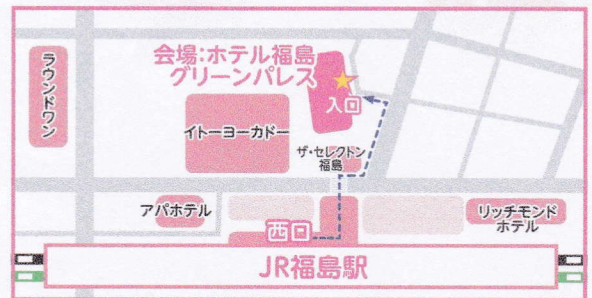 会場:ホテル福島
グリーンパレス
入口
ラウンドワン
イトーヨーカドー
ザ・セレクトン
福島
アパホテル
西口
リッチモンド
ホテル
JR福島駅